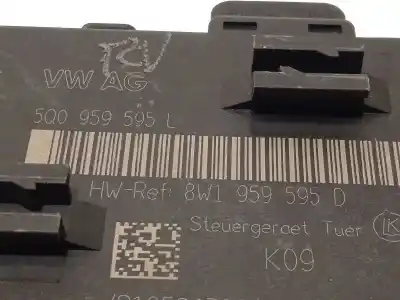 VW AG
5Q0 959 595 L
HW-Ref: 8W1 959 595 D
Steuergeraet Tuer
K09